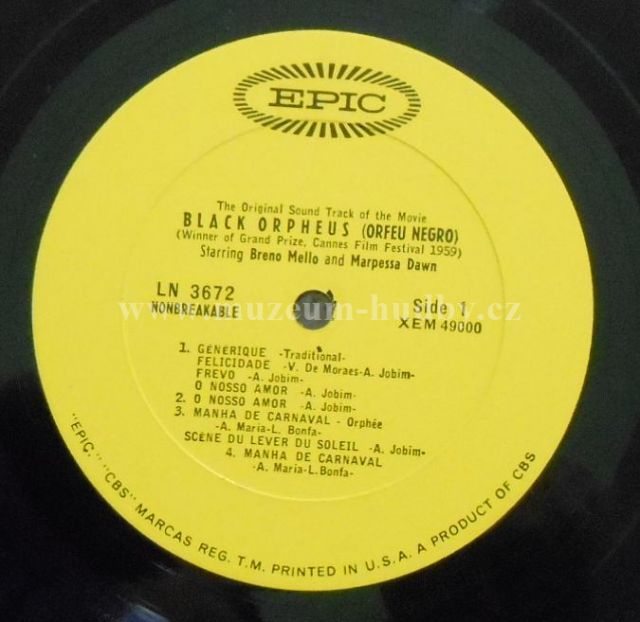 EPIC
The Original Sound Track of the Movie
BLACK ORPHEUS (ORFEU NEGRO)
(Winner of Grand Prize, Cannes Film Festival 1959)
Starring Breno Mello and Marpessa Dawn
LN 3672
NONBREAKABLE
Side 1
XEM 49000
www.muzeum-hudby.cz
1. GENERIQUE -Traditional-
FELICIDADE -V. De Moraes-A. Jobim-
FREVO -A. Jobim-
O NOSSO AMOR -A. Jobim-
2. O NOSSO AMOR -A. Jobim-
3. MANHA DE CARNAVAL - Orphée
-A. Maria-L. Bonfa-
SCÈNE DU LEVER DU SOLEIL -A. Jobim-
4. MANHA DE CARNAVAL
-A. Maria-L.Bonfa-
"EPIC," "CBS" MARCAS REG. T.M. PRINTED IN U.S.A. A PRODUCT OF CBS